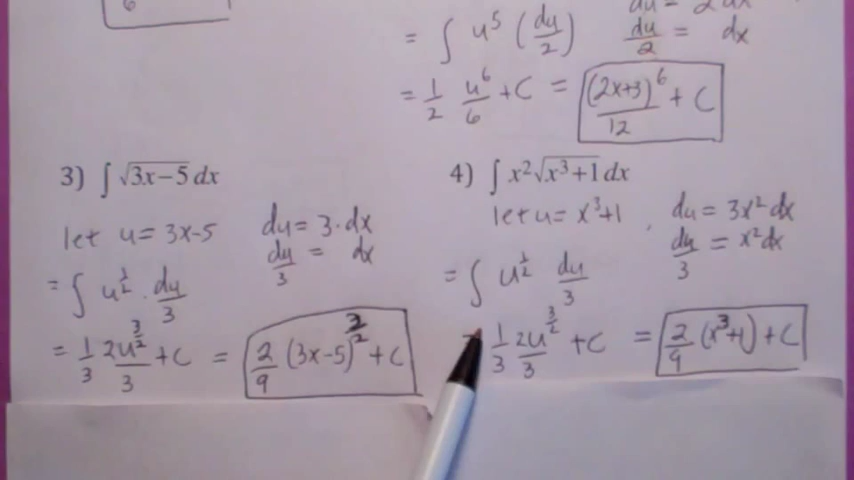 6
du = 2dx
= ∫ u⁵ (du/2) du/2 = dx
= 1/2 u⁶/6 + C = (2x+3)⁶/12 + C
3) ∫ √(3x−5) dx
let u = 3x-5 du = 3·dx
du/3 = dx
= ∫ u^(1/2) · du/3
= 1/3 2u^(3/2)/3 + C = 2/9 (3x-5)^(3/2) + C
4) ∫ x²√(x³+1) dx
let u = x³+1 , du = 3x² dx
du/3 = x² dx
= ∫ u^(1/2) du/3
= 1/3 2u^(3/2)/3 + C = 2/9 (x³+1) + C